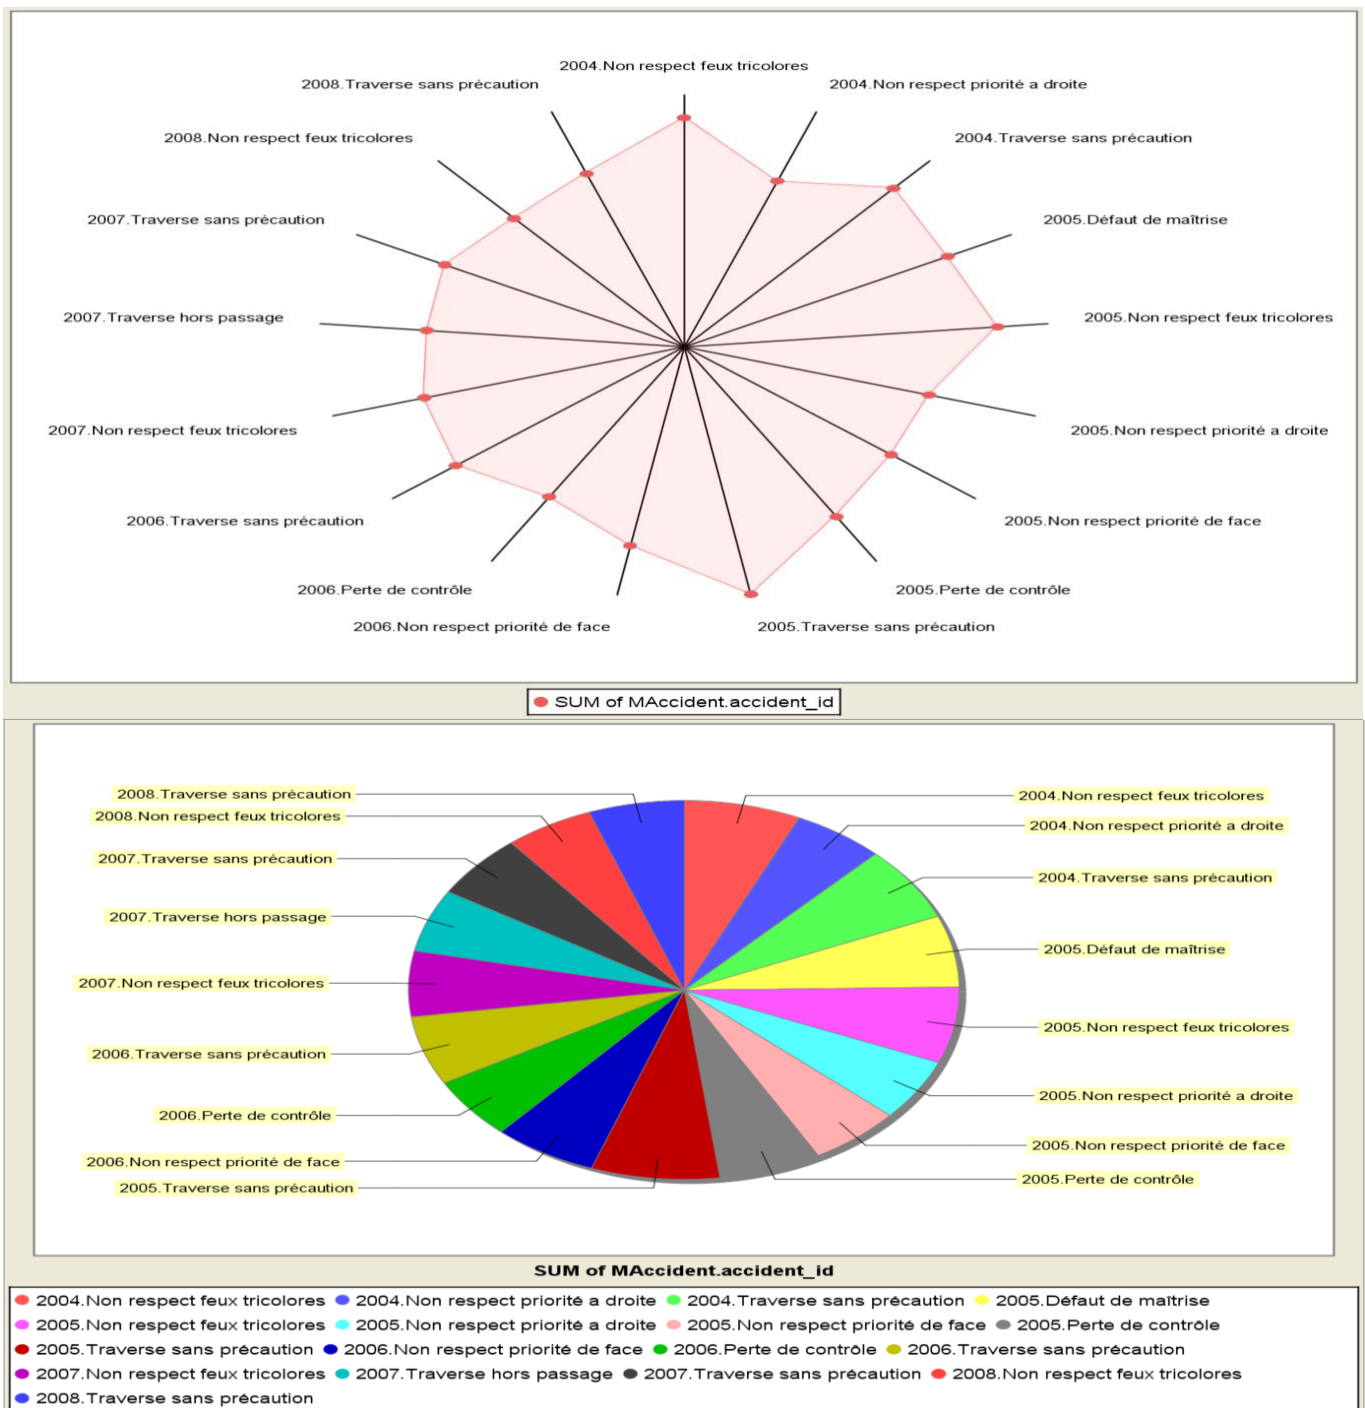 2004.Non respect feux tricolores
2008.Traverse sans précaution
2004.Non respect priorité a droite
2008.Non respect feux tricolores
2004.Traverse sans précaution
2007.Traverse sans précaution
2005.Défaut de maîtrise
2007.Traverse hors passage
2005.Non respect feux tricolores
2007.Non respect feux tricolores
2005.Non respect priorité a droite
2006.Traverse sans précaution
2005.Non respect priorité de face
2006.Perte de contrôle
2005.Perte de contrôle
2006.Non respect priorité de face
2005.Traverse sans précaution
SUM of MAccident.accident_id
2008.Traverse sans précaution
2004.Non respect feux tricolores
2008.Non respect feux tricolores
2004.Non respect priorité a droite
2007.Traverse sans précaution
2004.Traverse sans précaution
2007.Traverse hors passage
2005.Défaut de maîtrise
2007.Non respect feux tricolores
2005.Non respect feux tricolores
2006.Traverse sans précaution
2005.Non respect priorité a droite
2006.Perte de contrôle
2005.Non respect priorité de face
2006.Non respect priorité de face
2005.Perte de contrôle
2005.Traverse sans précaution
SUM of MAccident.accident_id
2004.Non respect feux tricolores 2004.Non respect priorité a droite 2004.Traverse sans précaution 2005.Défaut de maîtrise
2005.Non respect feux tricolores 2005.Non respect priorité a droite 2005.Non respect priorité de face 2005.Perte de contrôle
2005.Traverse sans précaution 2006.Non respect priorité de face 2006.Perte de contrôle 2006.Traverse sans précaution
2007.Non respect feux tricolores 2007.Traverse hors passage 2007.Traverse sans précaution 2008.Non respect feux tricolores
2008.Traverse sans précaution